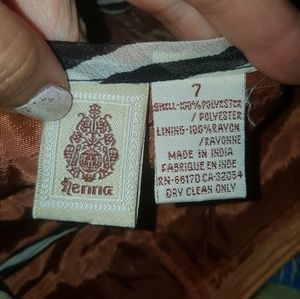 Nenna
7
SHELL-100% POLYESTER
/ POLYESTER
LINING-100% RAYON
/RAYONNE
MADE IN INDIA
FABRIQUE EN INDE
RN-66170 CA-32054
DRY CLEAN ONLY